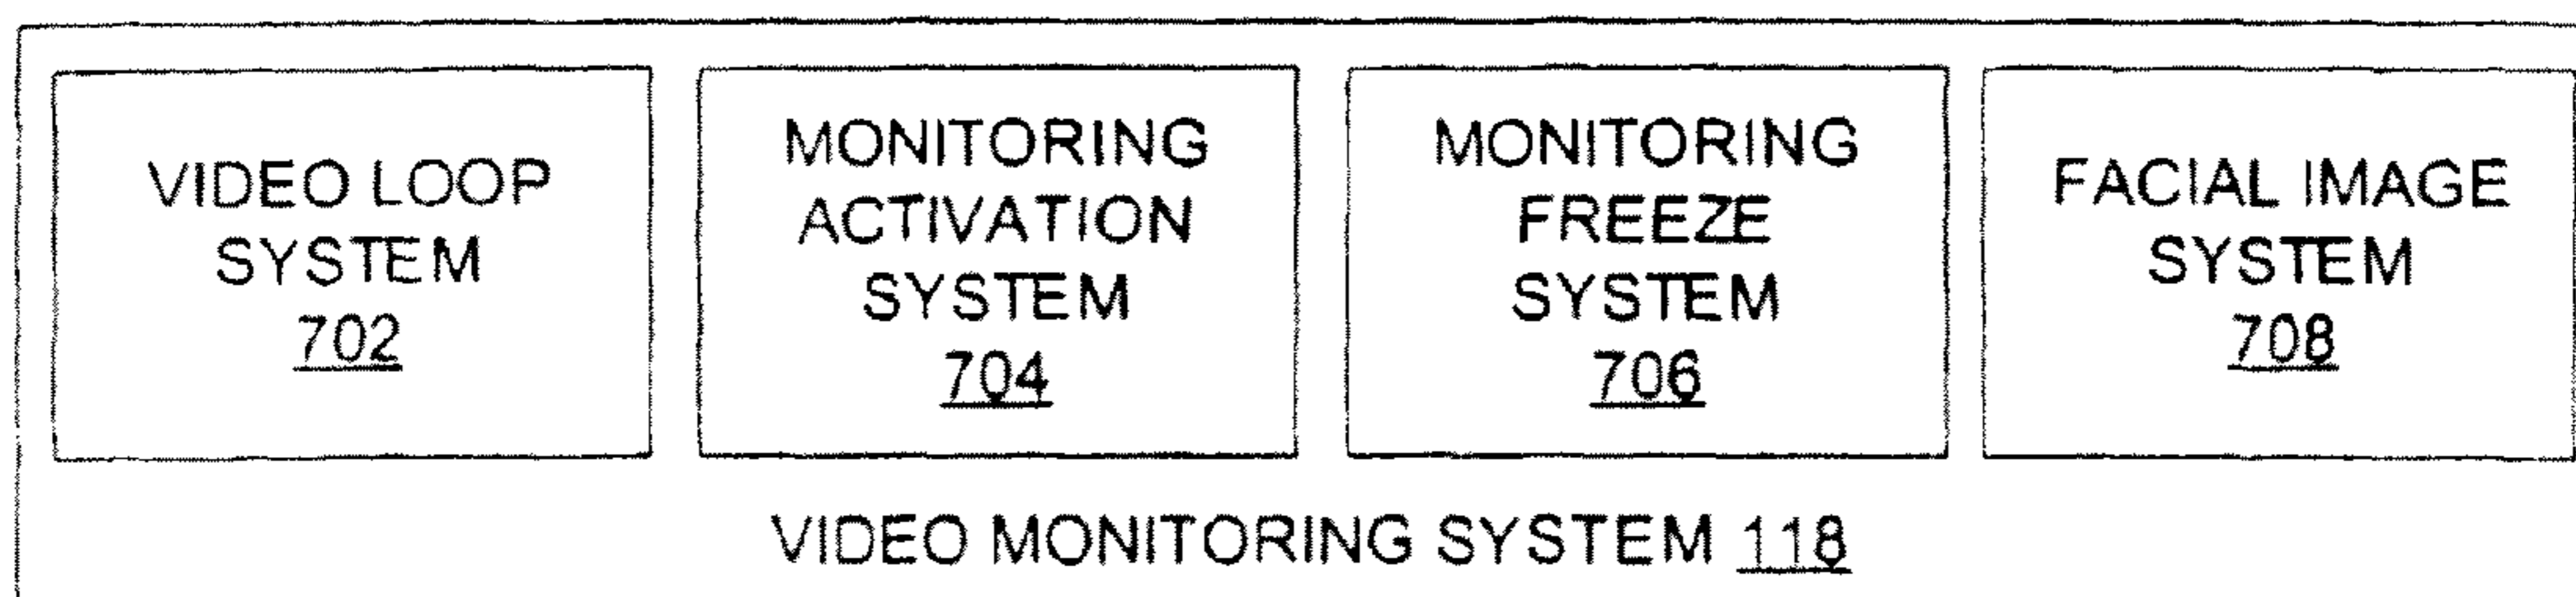 VIDEO LOOP
SYSTEM
702
MONITORING
ACTIVATION
SYSTEM
704
MONITORING
FREEZE
SYSTEM
706
FACIAL IMAGE
SYSTEM
708
VIDEO MONITORING SYSTEM 118